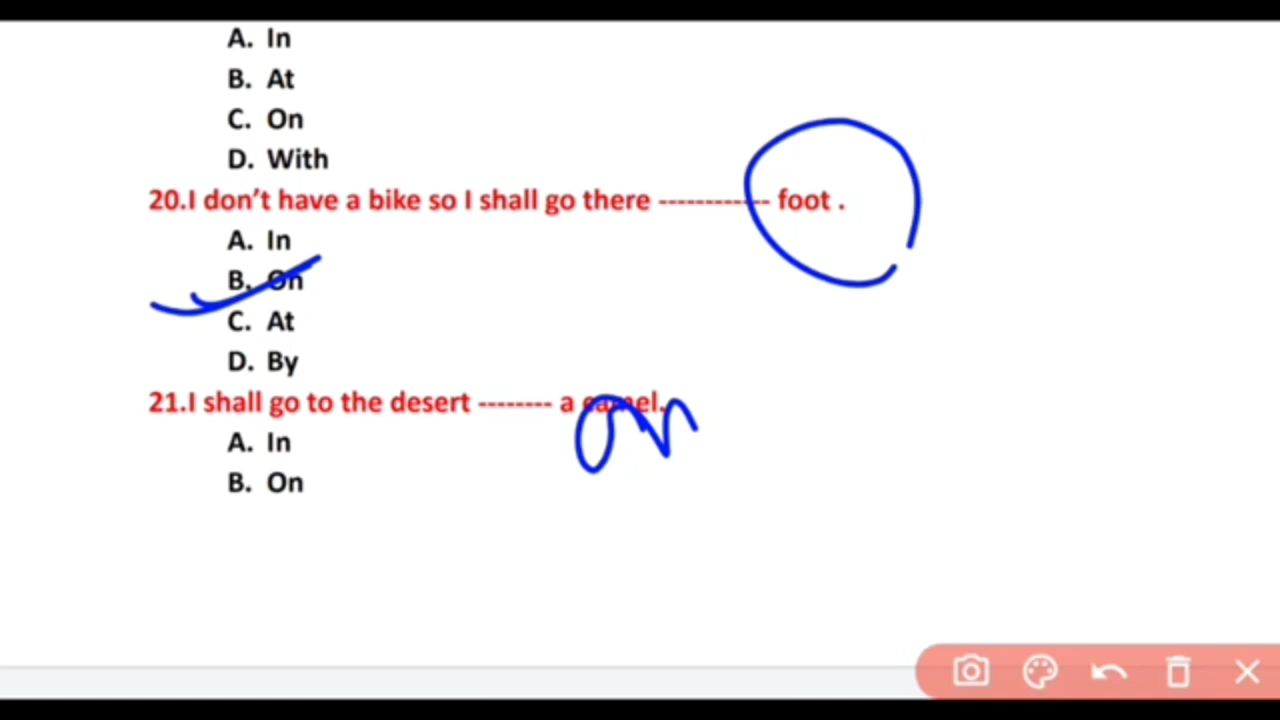 A. In
B. At
C. On
D. With
20.I don't have a bike so I shall go there ------------ foot .
A. In
B. On
C. At
D. By
21.I shall go to the desert -------- a camel.
on
A. In
B. On